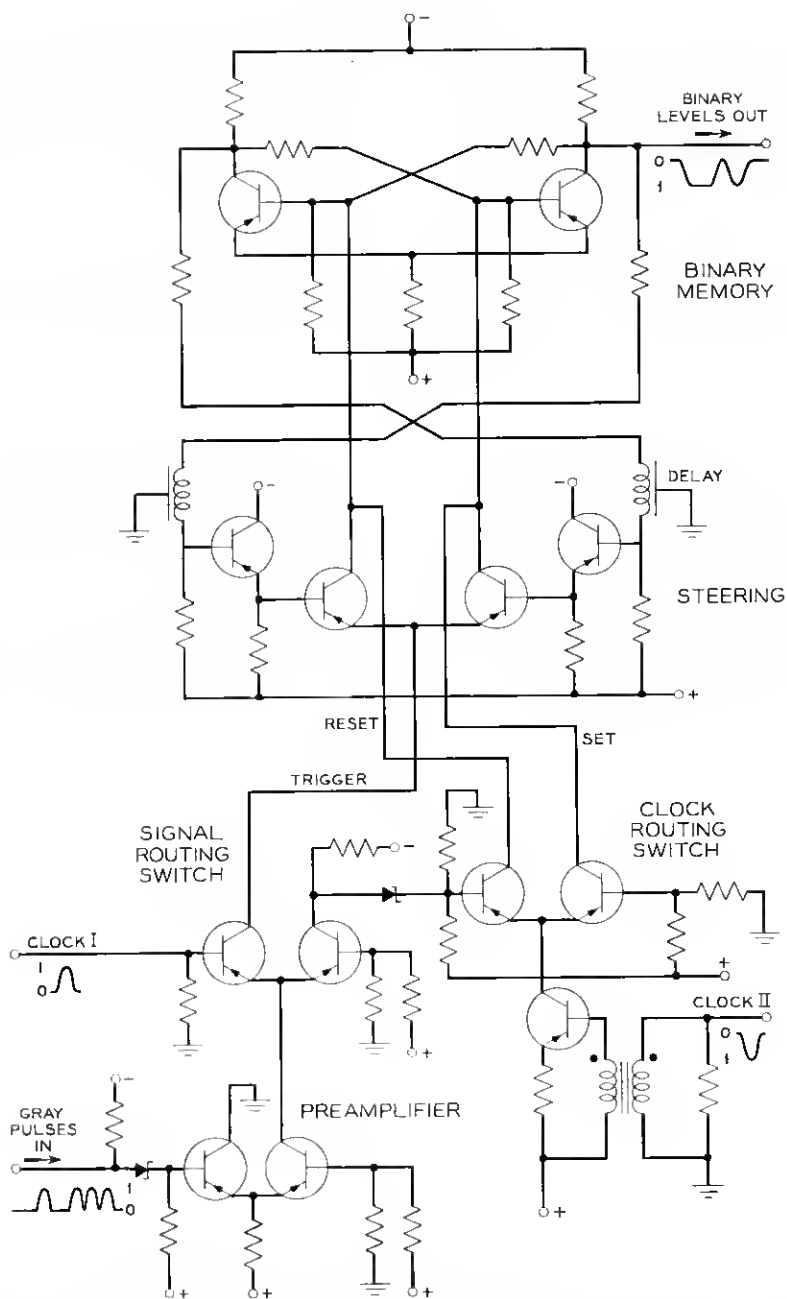 -
BINARY
LEVELS OUT
0
1
BINARY
MEMORY
+
DELAY
-
-
STEERING
+
RESET
SET
TRIGGER
SIGNAL
ROUTING
SWITCH
CLOCK
ROUTING
SWITCH
-
CLOCK I
1
0
+
+
CLOCK II
0
1
PREAMPLIFIER
-
GRAY
PULSES
IN
1
0
+
+
+
+